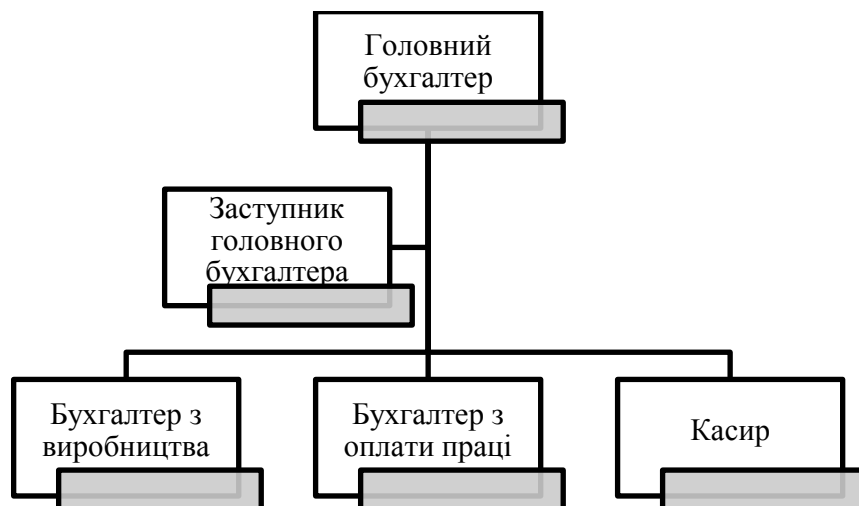 Головний
бухгалтер
Заступник
головного
бухгалтера
Бухгалтер з
виробництва
Бухгалтер з
оплати праці
Касир